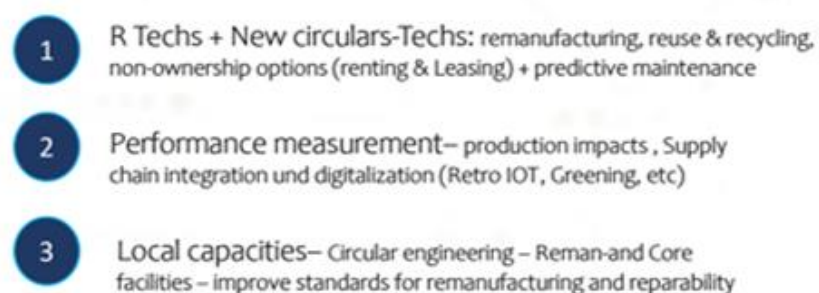 1 R Techs + New circulars-Techs: remanufacturing, reuse & recycling,
non-ownership options (renting & Leasing) + predictive maintenance
2 Performance measurement– production impacts , Supply
chain integration und digitalization (Retro IOT, Greening, etc)
3 Local capacities– Circular engineering – Reman-and Core
facilities – improve standards for remanufacturing and reparability